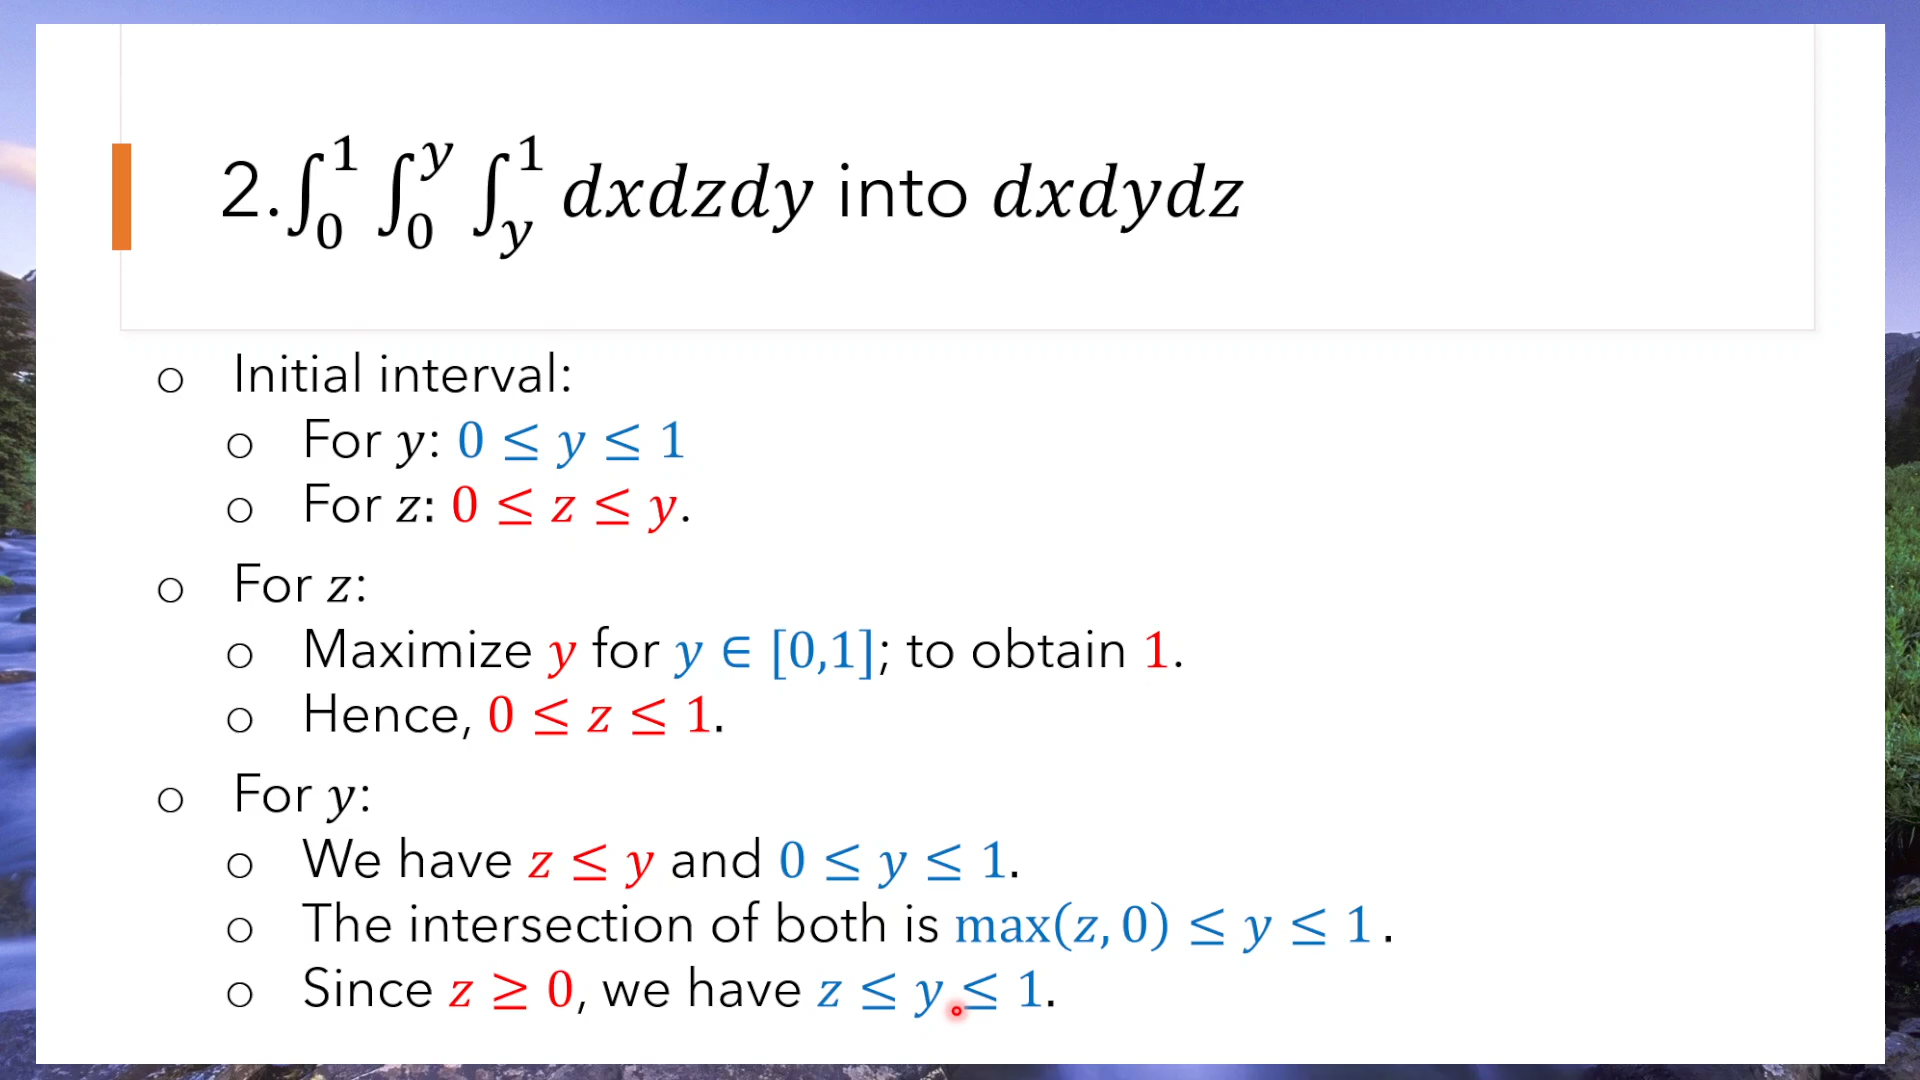 2. ∫₀¹ ∫₀ʸ ∫ᵧ¹ dxdzdy into dxdydz
o Initial interval:
o For y: 0 ≤ y ≤ 1
o For z: 0 ≤ z ≤ y.
o For z:
o Maximize y for y ∈ [0,1]; to obtain 1.
o Hence, 0 ≤ z ≤ 1.
o For y:
o We have z ≤ y and 0 ≤ y ≤ 1.
o The intersection of both is max(z, 0) ≤ y ≤ 1.
o Since z ≥ 0, we have z ≤ y ≤ 1.